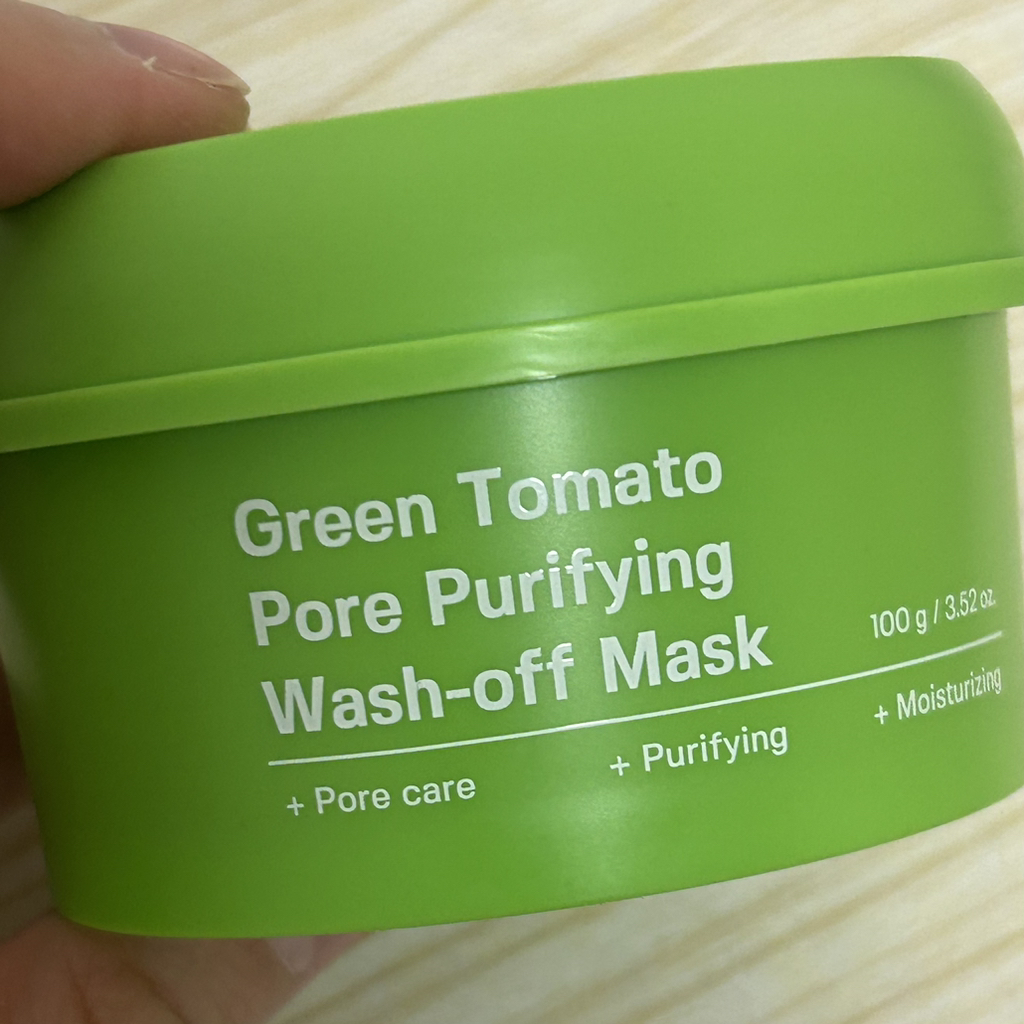 Green Tomato
Pore Purifying
Wash-off Mask
100 g / 3.52 oz.
+ Pore care
+ Purifying
+ Moisturizing